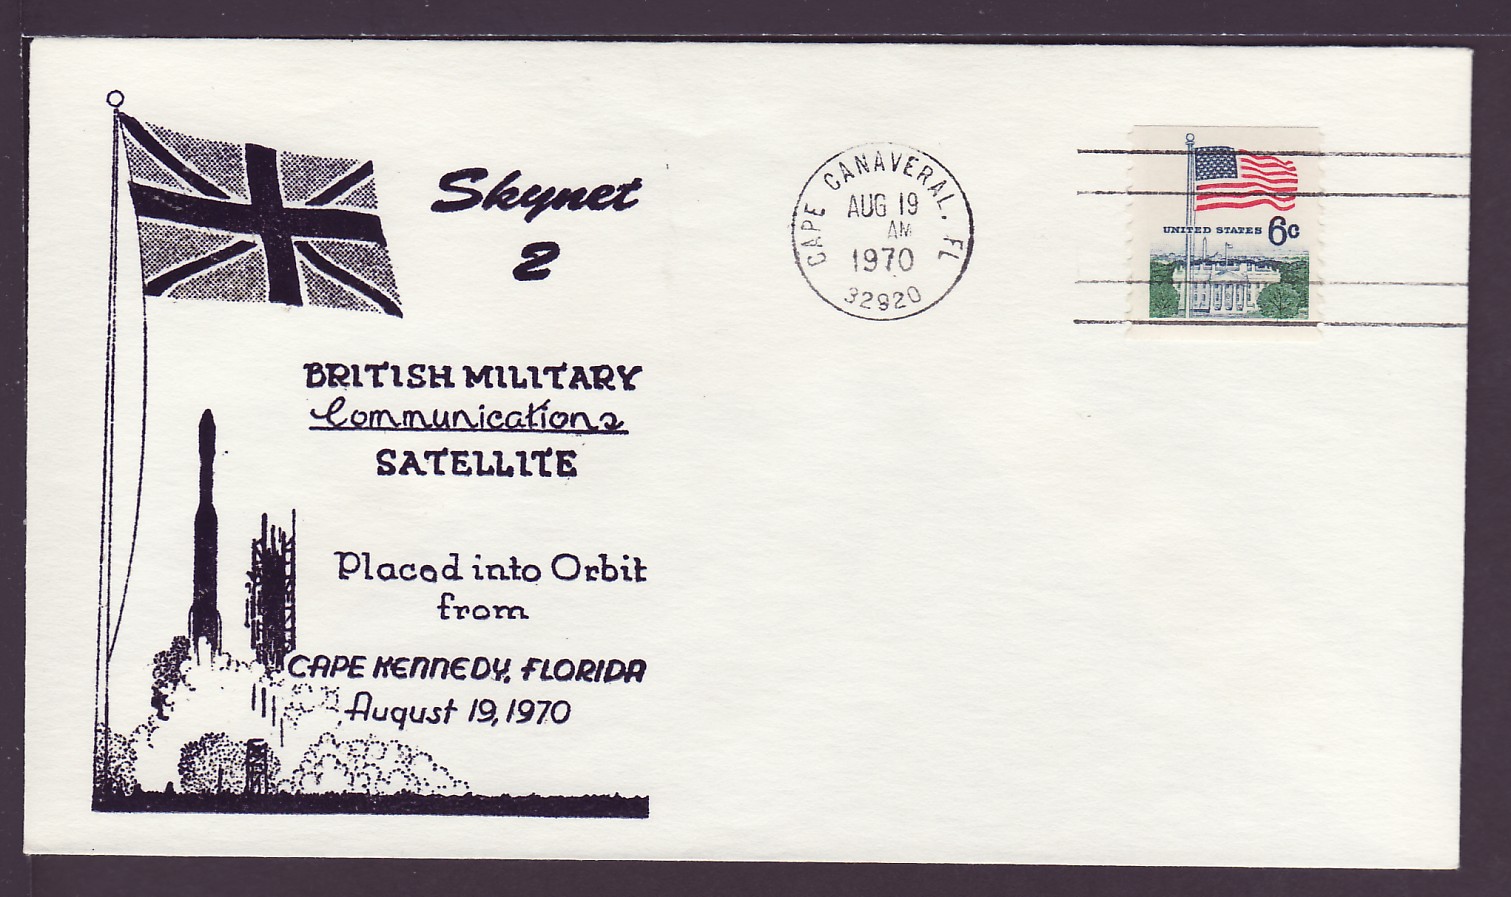 Skynet
2
BRITISH MILITARY
Communications
SATELLITE
Placed into Orbit
from
CAPE KENNEDY, FLORIDA
August 19, 1970
CAPE CANAVERAL, FL
AUG 19
AM
1970
32920
UNITED STATES 6c